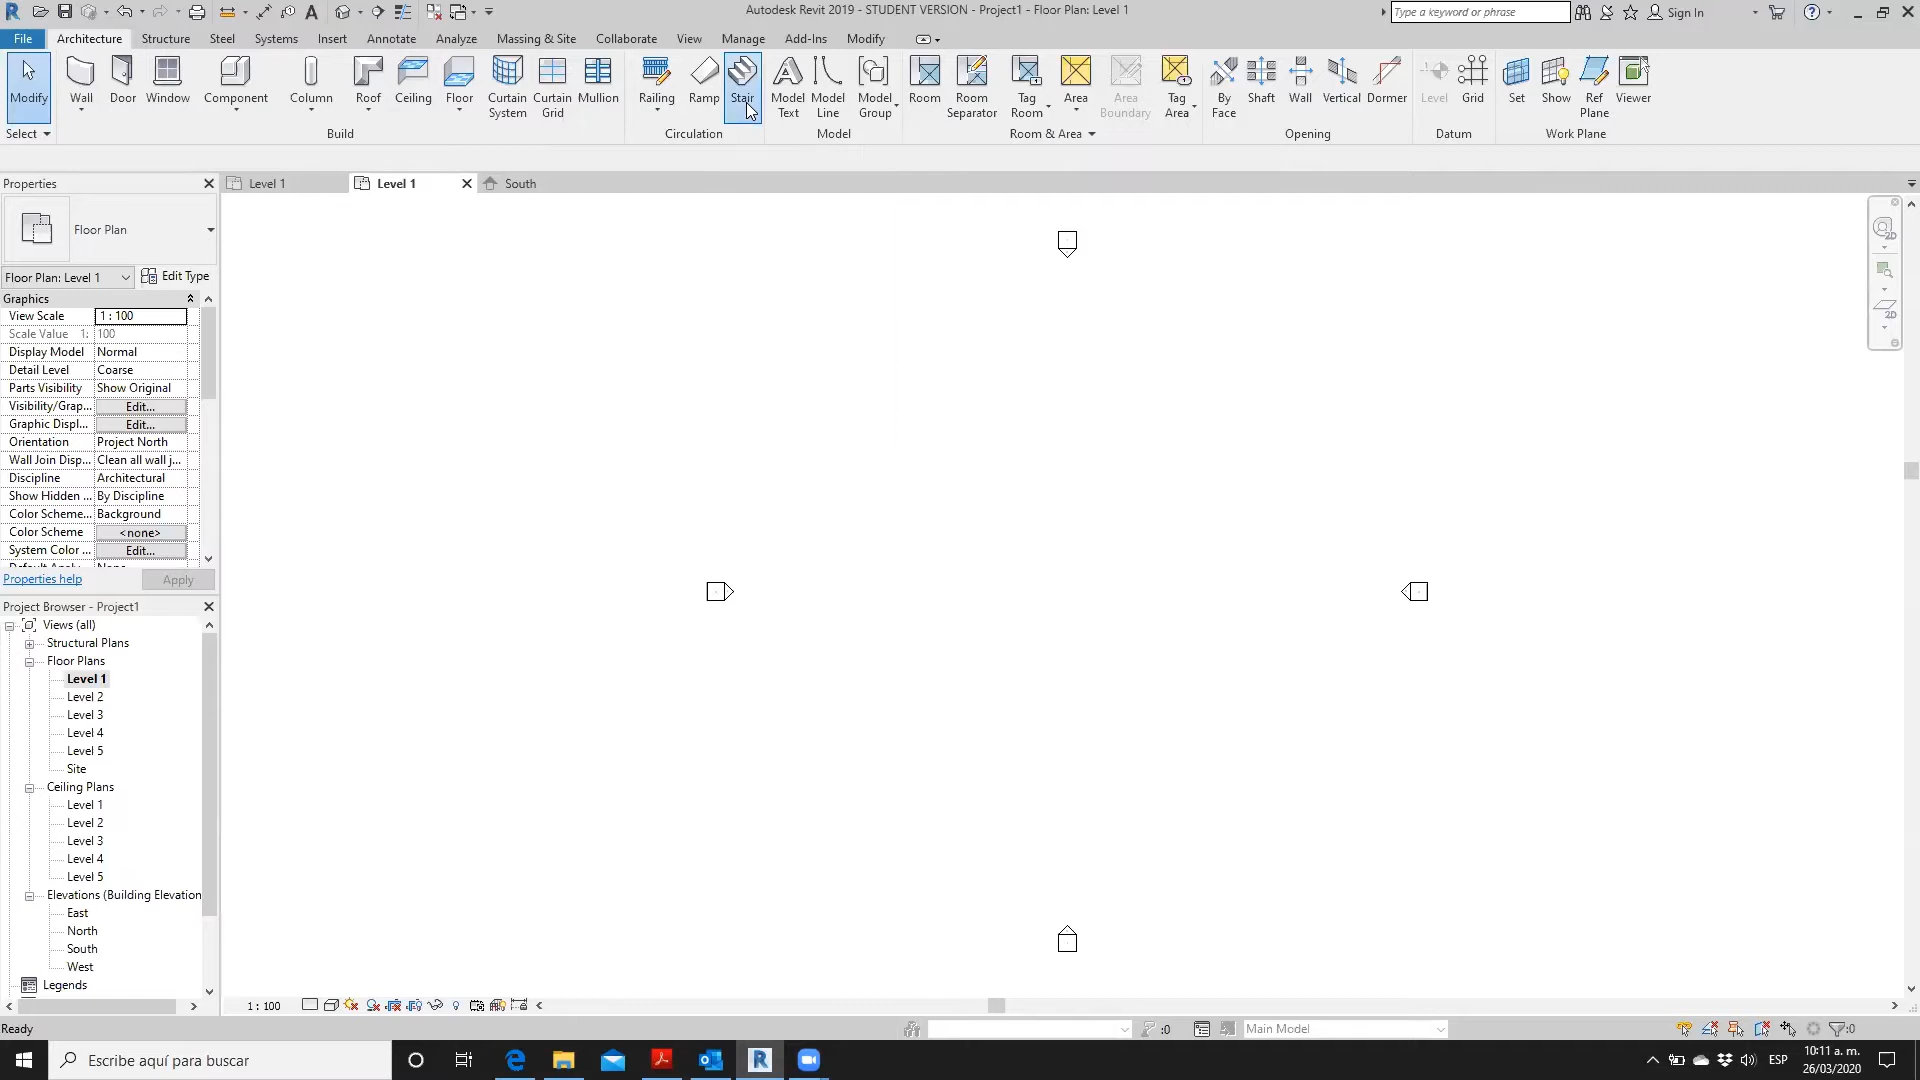 Autodesk Revit 2019 - STUDENT VERSION - Project1 - Floor Plan: Level 1
Type a keyword or phrase
Sign In
File Architecture Structure Steel Systems Insert Annotate Analyze Massing & Site Collaborate View Manage Add-Ins Modify
Modify Wall Door Window Component Column Roof Ceiling Floor Curtain System Curtain Grid Mullion Railing Ramp Stair Model Text Model Line Model Group Room Room Separator Tag Room Area Area Boundary Tag Area By Face Shaft Wall Vertical Dormer Level Grid Set Show Ref Plane Viewer
Select Build Circulation Model Room & Area Opening Datum Work Plane
Properties
Level 1
Level 1
South
Floor Plan
Floor Plan: Level 1 Edit Type
Graphics
View Scale 1 : 100
Scale Value 1: 100
Display Model Normal
Detail Level Coarse
Parts Visibility Show Original
Visibility/Grap... Edit...
Graphic Displ... Edit...
Orientation Project North
Wall Join Disp... Clean all wall j...
Discipline Architectural
Show Hidden ... By Discipline
Color Scheme... Background
Color Scheme <none>
System Color ... Edit...
Properties help Apply
Project Browser - Project1
Views (all)
Structural Plans
Floor Plans
Level 1
Level 2
Level 3
Level 4
Level 5
Site
Ceiling Plans
Level 1
Level 2
Level 3
Level 4
Level 5
Elevations (Building Elevation
East
North
South
West
Legends
1 : 100
Ready
:0
Main Model
:0
Escribe aquí para buscar
ESP
10:11 a. m.
26/03/2020
2D
2D